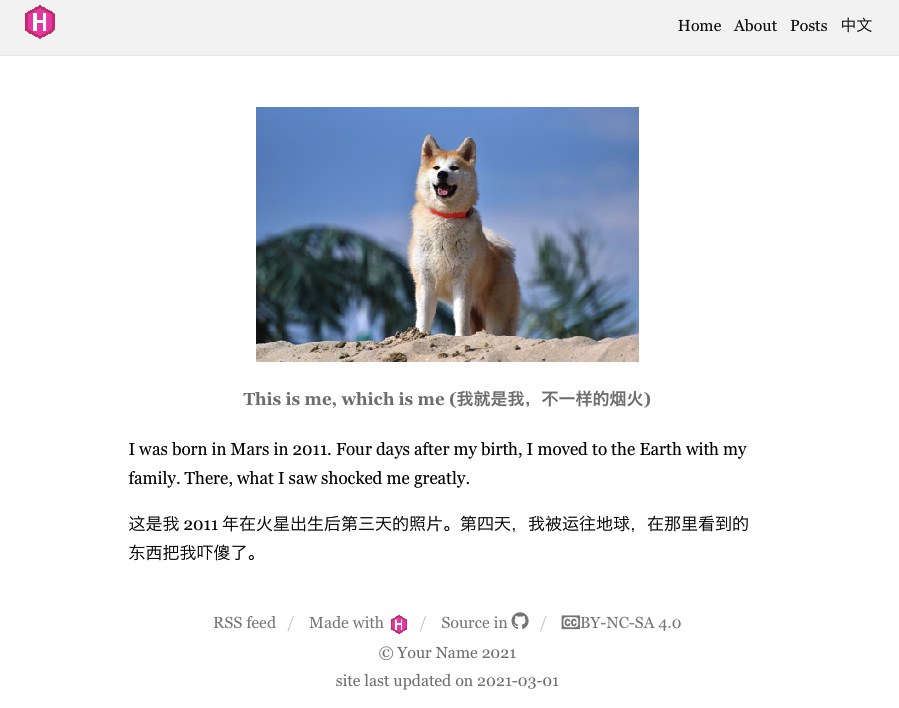 H
Home About Posts 中文
This is me, which is me (我就是我，不一样的烟火)
I was born in Mars in 2011. Four days after my birth, I moved to the Earth with my
family. There, what I saw shocked me greatly.
这是我 2011 年在火星出生后第三天的照片。第四天，我被运往地球，在那里看到的
东西把我吓傻了。
RSS feed / Made with H / Source in / CC BY-NC-SA 4.0
© Your Name 2021
site last updated on 2021-03-01